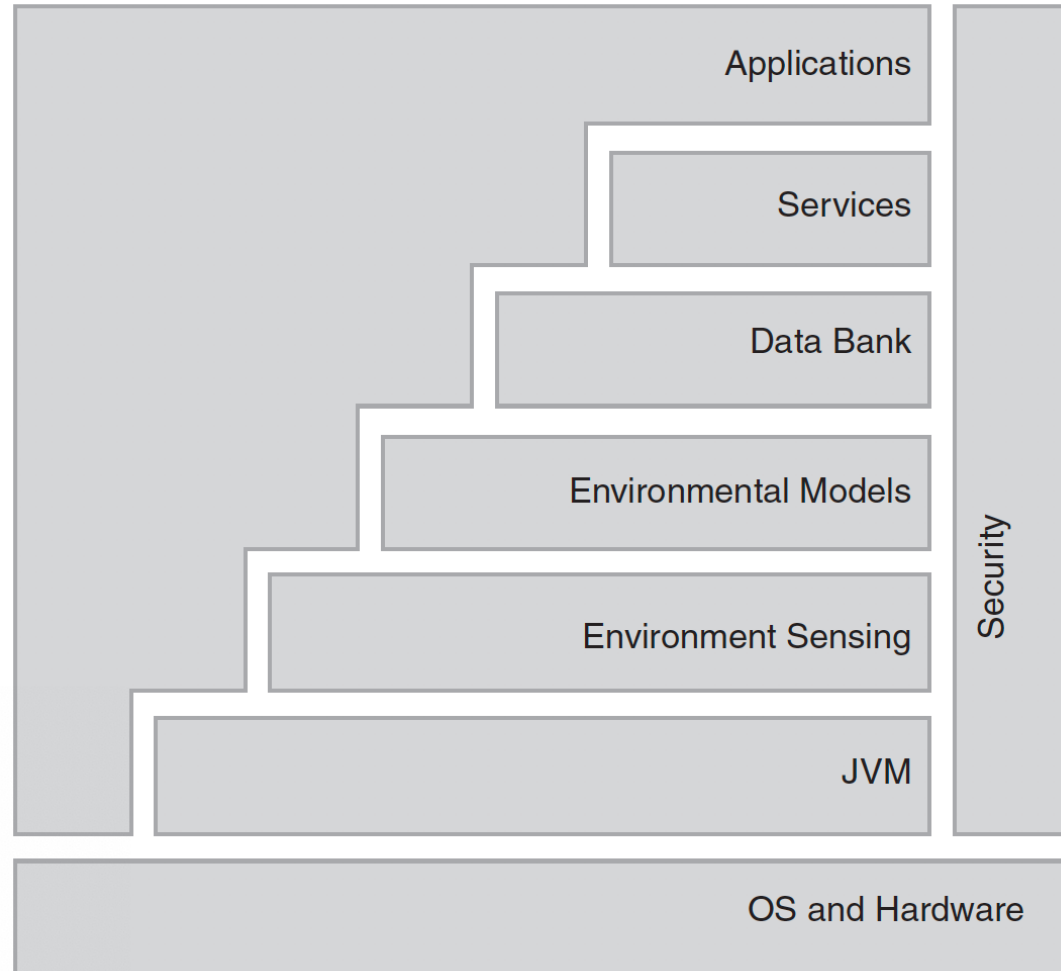 Applications
Services
Data Bank
Environmental Models
Environment Sensing
JVM
Security
OS and Hardware